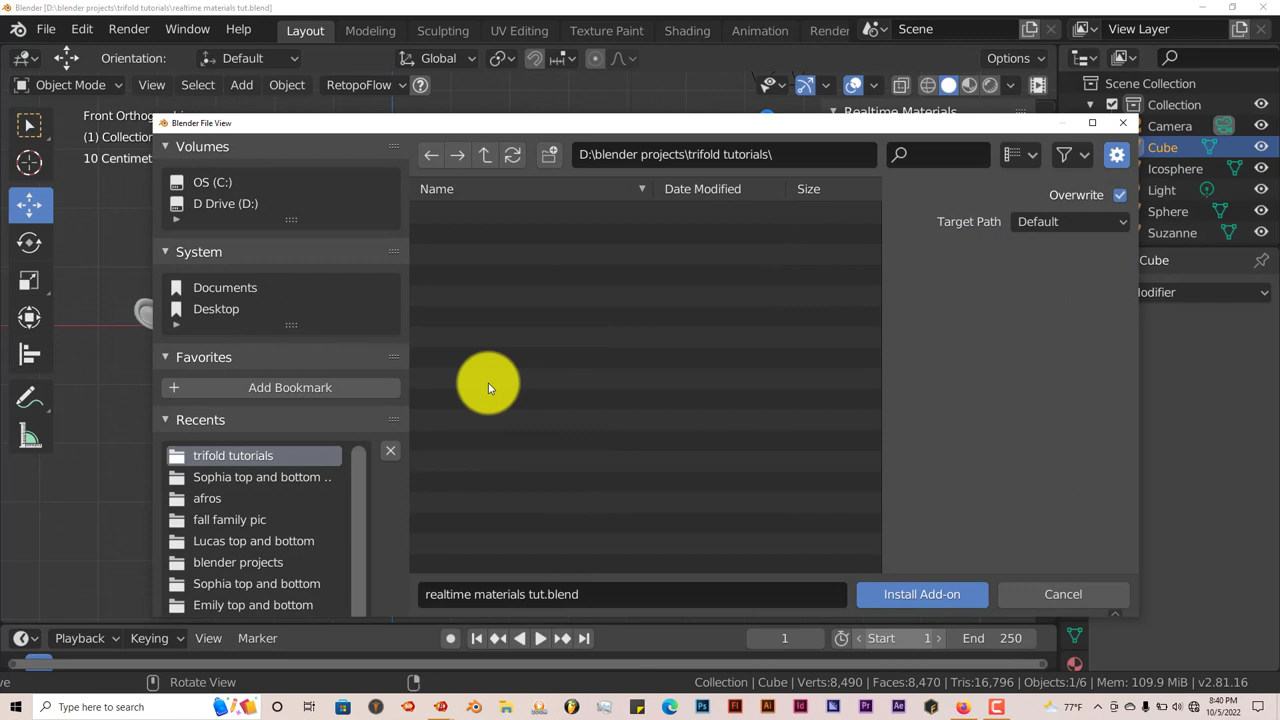 Blender [D:\blender projects\trifold tutorials\realtime materials tut.blend]
File Edit Render Window Help Layout Modeling Sculpting UV Editing Texture Paint Shading Animation Render Scene View Layer
Orientation: Default Global Options
Object Mode View Select Add Object RetopoFlow
Scene Collection
Collection
Camera
Cube
Icosphere
Light
Sphere
Suzanne
Cube
odifier
Front Orthog
(1) Collection
10 Centimet
Realtime Materials
Blender File View
Volumes
OS (C:)
D Drive (D:)
System
Documents
Desktop
Favorites
Add Bookmark
Recents
trifold tutorials
Sophia top and bottom ..
afros
fall family pic
Lucas top and bottom
blender projects
Sophia top and bottom
Emily top and bottom
D:\blender projects\trifold tutorials\
Name Date Modified Size
Overwrite
Target Path Default
realtime materials tut.blend Install Add-on Cancel
Playback Keying View Marker 1 Start 1 End 250
ve Rotate View Collection | Cube | Verts:8,490 | Faces:8,470 | Tris:16,796 | Objects:1/6 | Mem: 109.9 MiB | v2.81.16
Type here to search
77°F
8:40 PM
10/5/2022